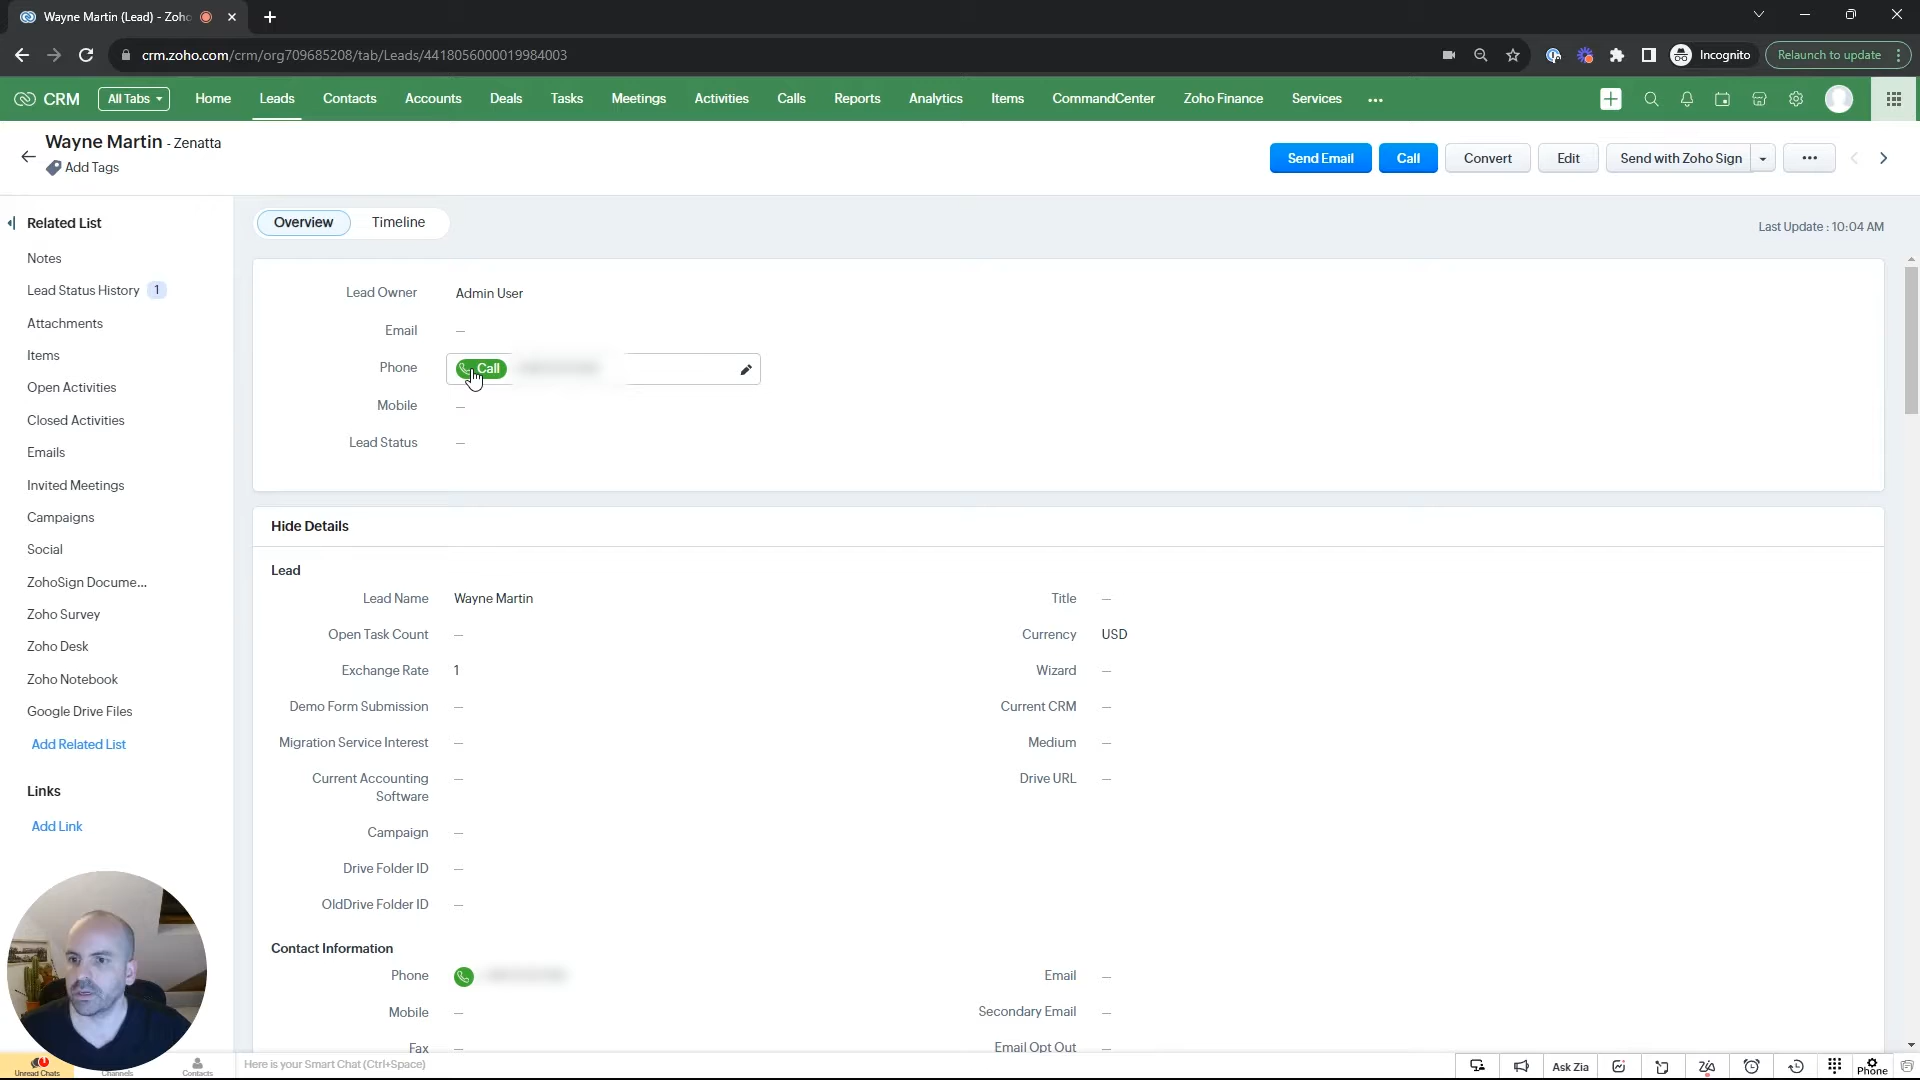 Wayne Martin (Lead) - Zoho
crm.zoho.com/crm/org709685208/tab/Leads/4418056000019984003
Incognito
Relaunch to update
CRM
All Tabs
Home
Leads
Contacts
Accounts
Deals
Tasks
Meetings
Activities
Calls
Reports
Analytics
Items
CommandCenter
Zoho Finance
Services
Wayne Martin - Zenatta
Add Tags
Send Email
Call
Convert
Edit
Send with Zoho Sign
Related List
Notes
Lead Status History 1
Attachments
Items
Open Activities
Closed Activities
Emails
Invited Meetings
Campaigns
Social
ZohoSign Docume...
Zoho Survey
Zoho Desk
Zoho Notebook
Google Drive Files
Add Related List
Links
Add Link
Overview
Timeline
Last Update : 10:04 AM
Lead Owner Admin User
Email —
Phone Call
Mobile —
Lead Status —
Hide Details
Lead
Lead Name Wayne Martin
Title —
Open Task Count —
Currency USD
Exchange Rate 1
Wizard —
Demo Form Submission —
Current CRM —
Migration Service Interest —
Medium —
Current Accounting
Software —
Drive URL —
Campaign —
Drive Folder ID —
OldDrive Folder ID —
Contact Information
Phone
Email —
Mobile —
Secondary Email —
Fax —
Email Opt Out —
Unread Chats
Channels
Contacts
Here is your Smart Chat (Ctrl+Space)
Ask Zia
Phone